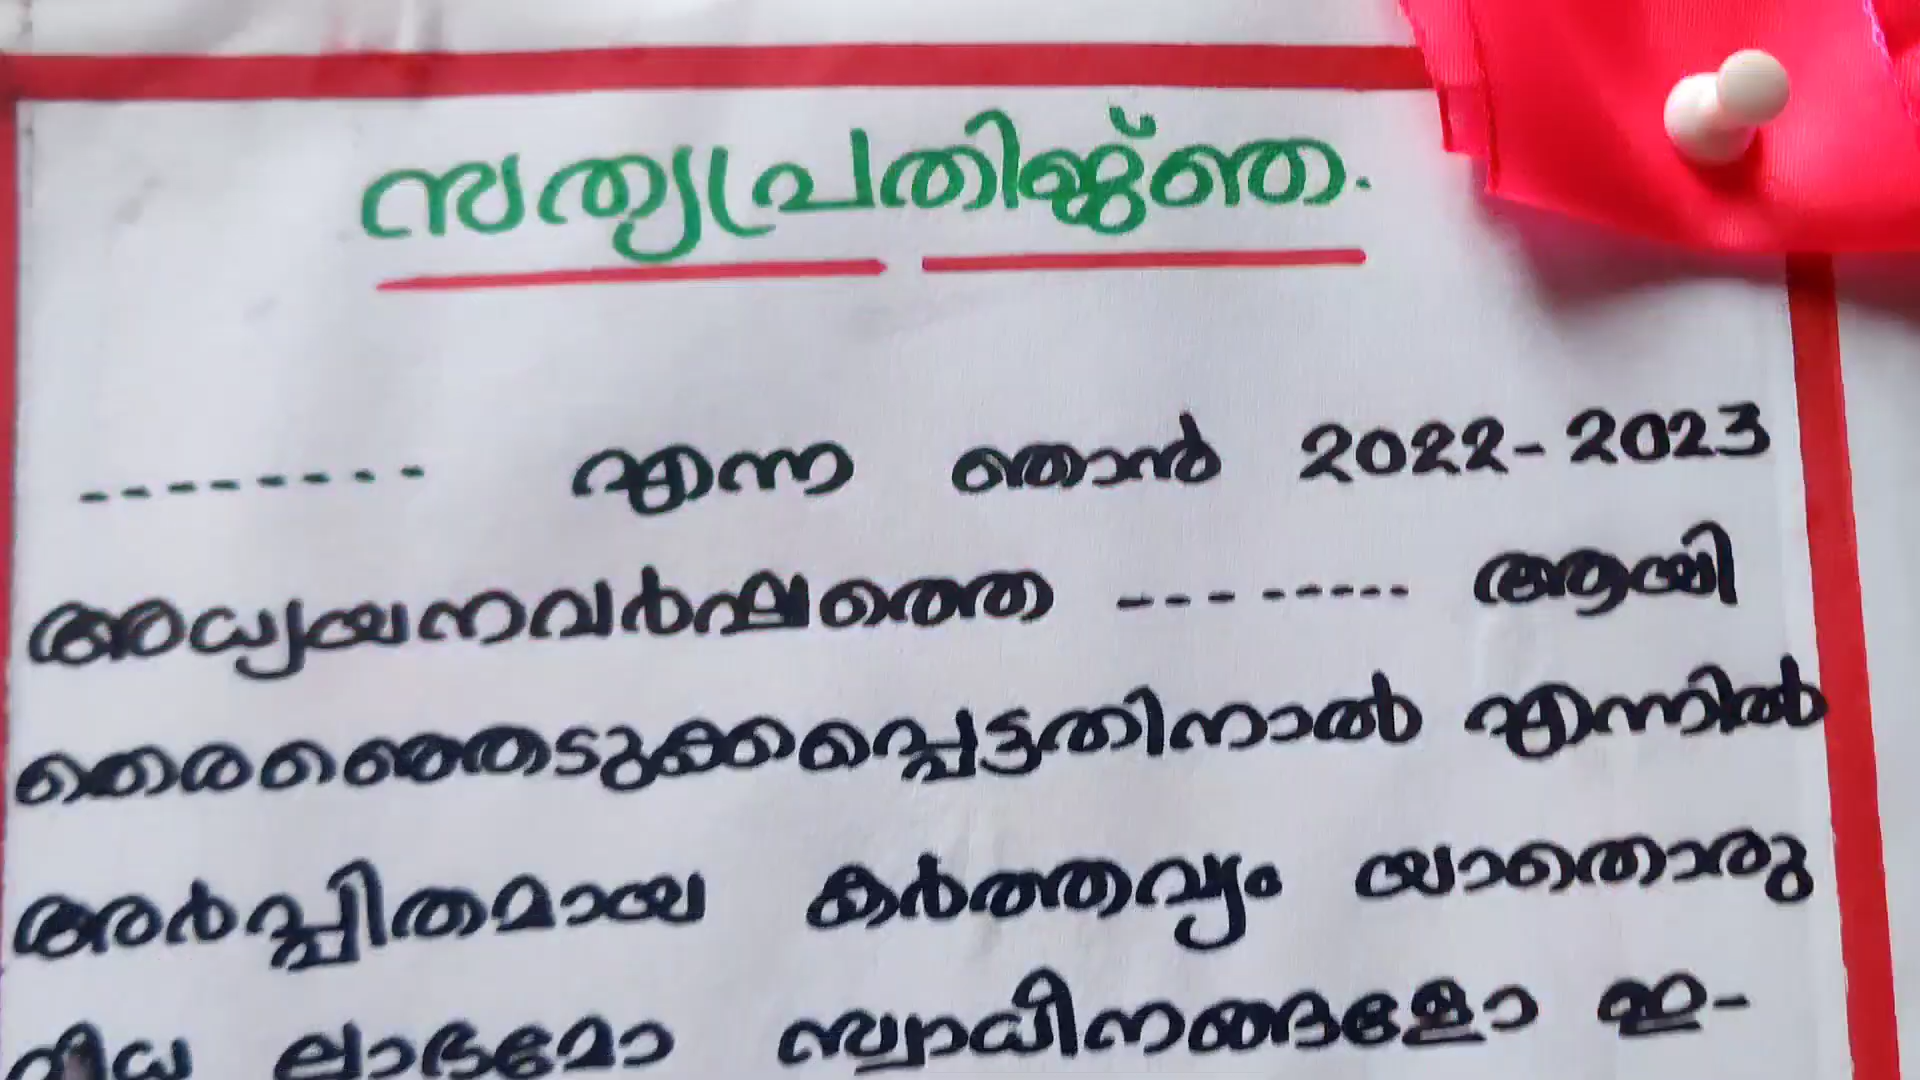 സത്യപ്രതിജ്ഞ.
--------- എന്ന ഞാൻ 2022-2023
അധ്യയനവർഷത്തെ --------- ആയി
തെരഞ്ഞെടുക്കപ്പെട്ടതിനാൽ എന്നിൽ
അർപ്പിതമായ കർത്തവ്യം യാതൊരു
വിധ ലാഭമോ സ്വാധീനങ്ങളോ ഇ-